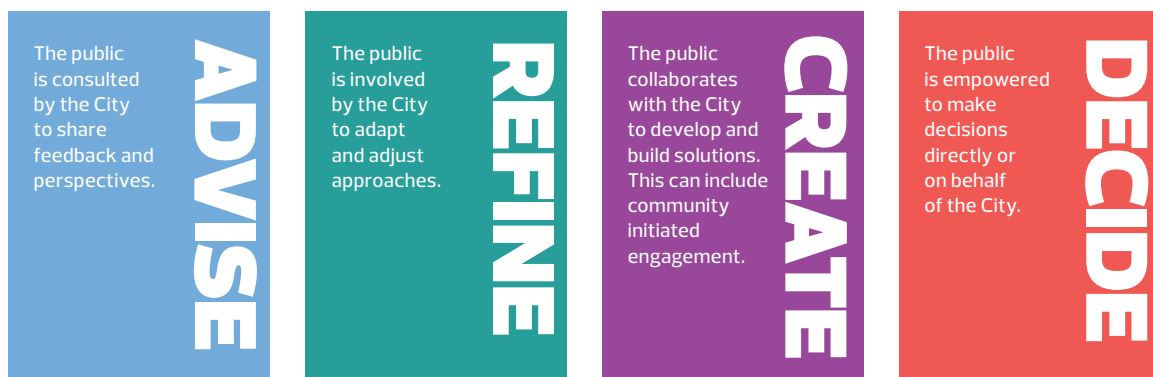 The public
is consulted
by the City
to share
feedback and
perspectives.
ADVISE
The public
is involved
by the City
to adapt
and adjust
approaches.
REFINE
The public
collaborates
with the City
to develop and
build solutions.
This can include
community
initiated
engagement.
CREATE
The public
is empowered
to make
decisions
directly or
on behalf
of the City.
DECIDE